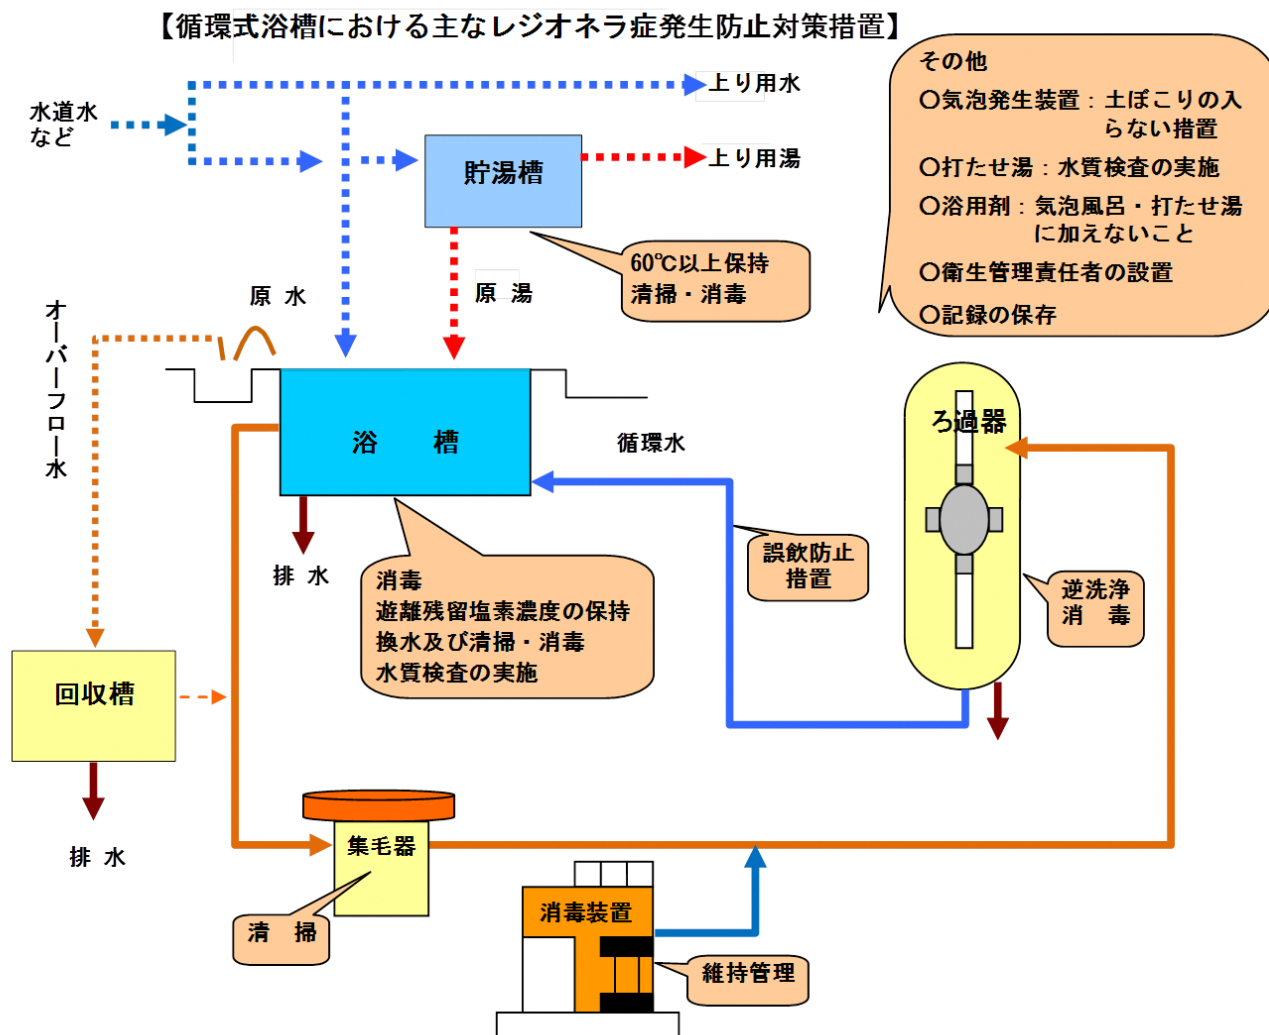 【循環式浴槽における主なレジオネラ症発生防止対策措置】
水道水
など
上り用水
上り用湯
貯湯槽
60℃以上保持
清掃・消毒
その他
○気泡発生装置：土ぼこりの入
らない措置
○打たせ湯：水質検査の実施
○浴用剤：気泡風呂・打たせ湯
に加えないこと
○衛生管理責任者の設置
○記録の保存
原水
原湯
オーバーフロー水
浴槽
循環水
ろ過器
排水
消毒
遊離残留塩素濃度の保持
換水及び清掃・消毒
水質検査の実施
誤飲防止
措置
逆洗浄
消毒
回収槽
排水
集毛器
清掃
消毒装置
維持管理